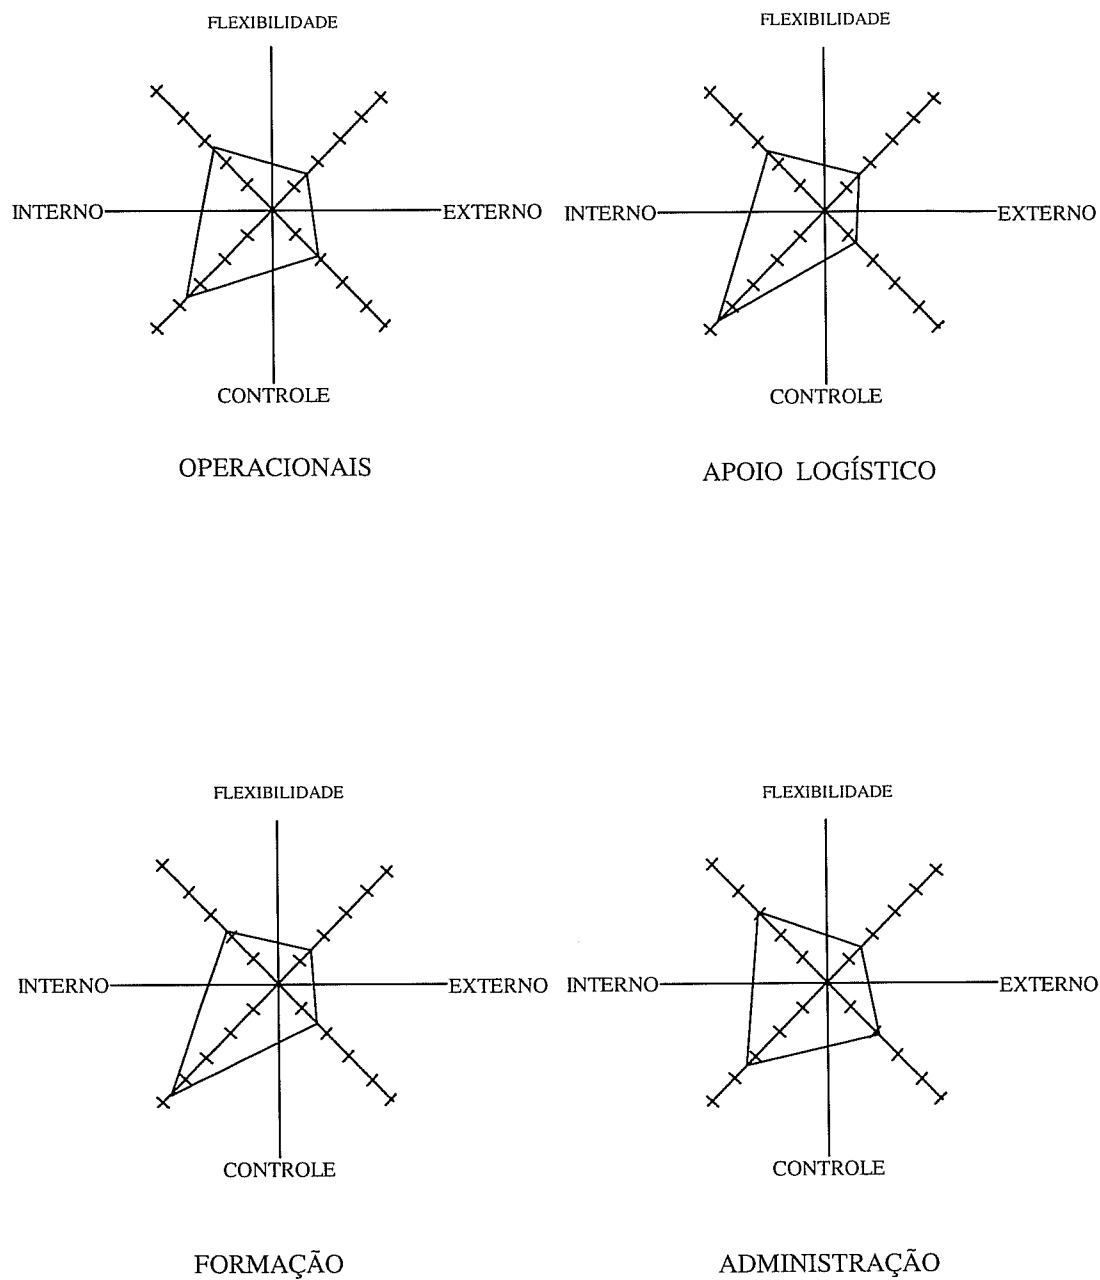 FLEXIBILIDADE
INTERNO
EXTERNO
CONTROLE
OPERACIONAIS
FLEXIBILIDADE
INTERNO
EXTERNO
CONTROLE
APOIO LOGÍSTICO
FLEXIBILIDADE
INTERNO
EXTERNO
CONTROLE
FORMAÇÃO
FLEXIBILIDADE
INTERNO
EXTERNO
CONTROLE
ADMINISTRAÇÃO